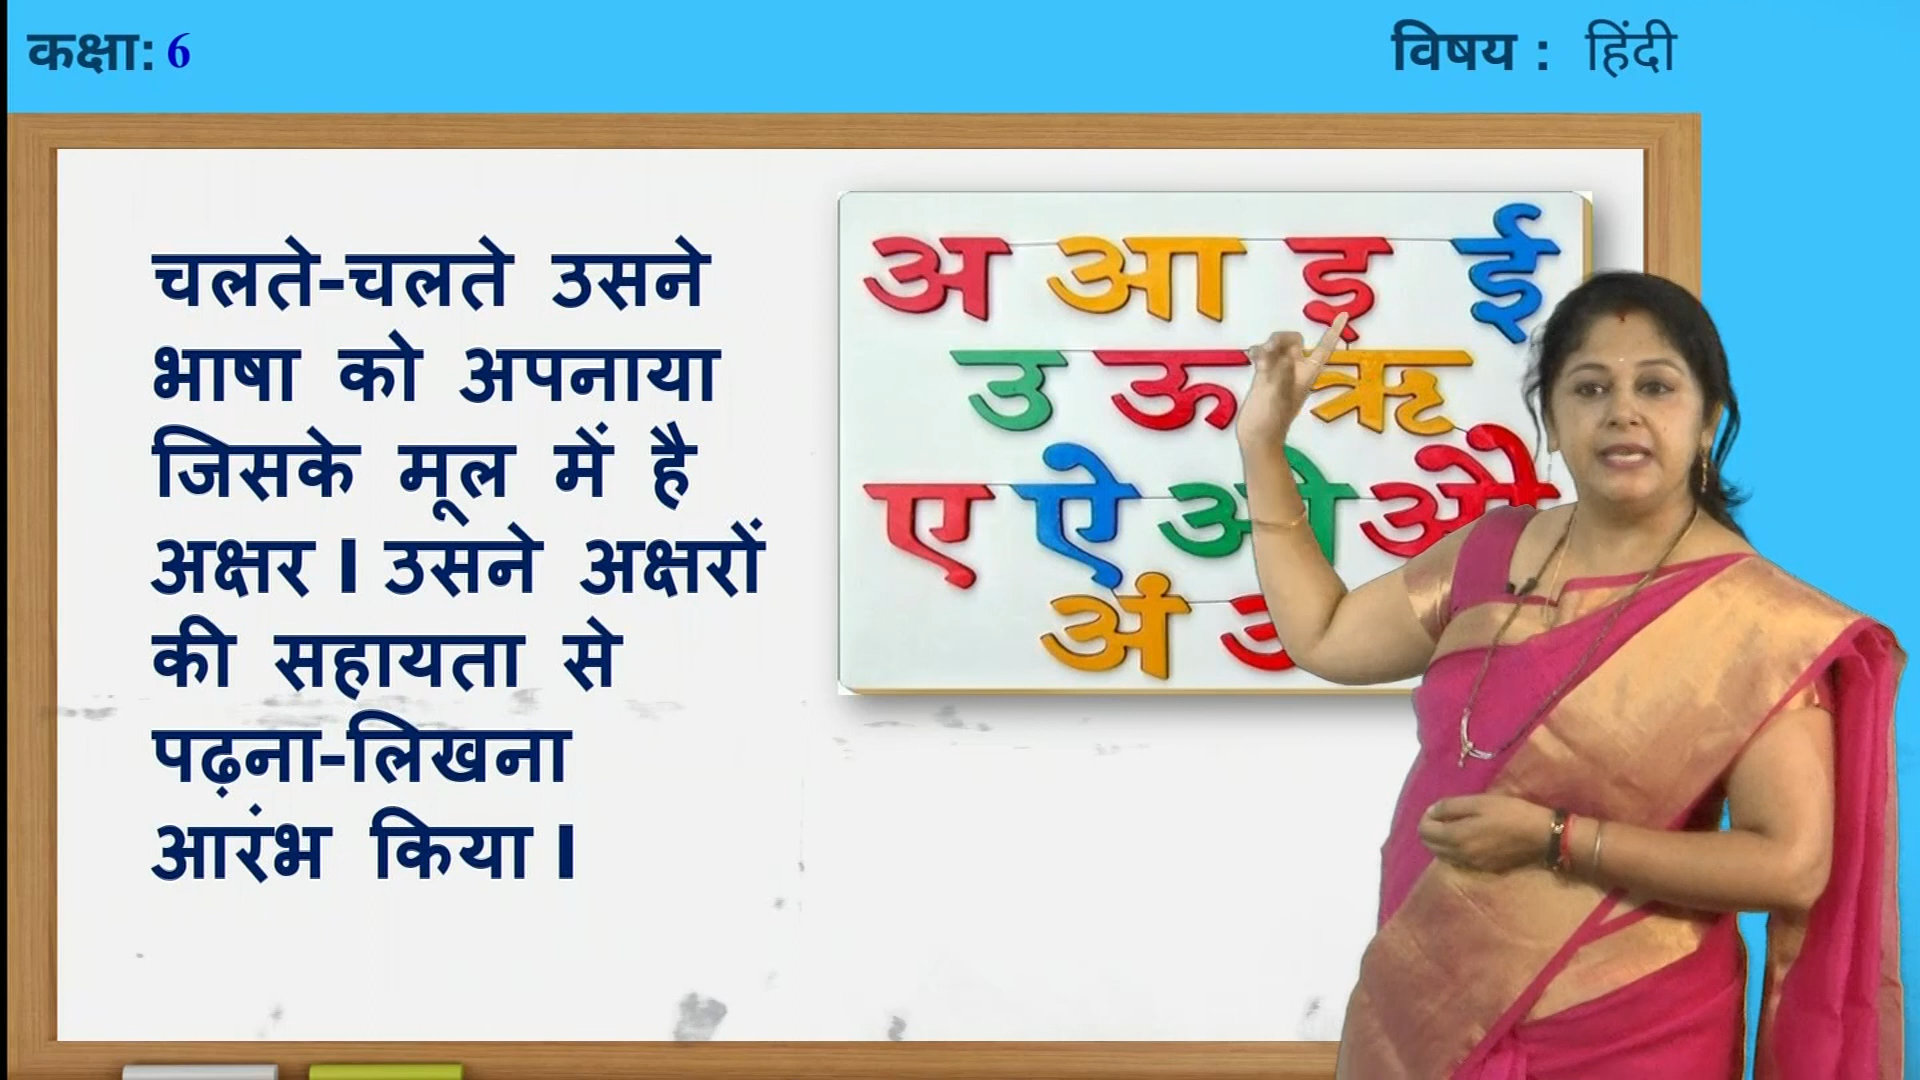 कक्षा: 6
विषय : हिंदी
चलते-चलते उसने
भाषा को अपनाया
जिसके मूल में है
अक्षर । उसने अक्षरों
की सहायता से
पढ़ना-लिखना
आरंभ किया ।
अ आ इ ई
उ ऊ ऋ
ए ऐ ओ औ
अं